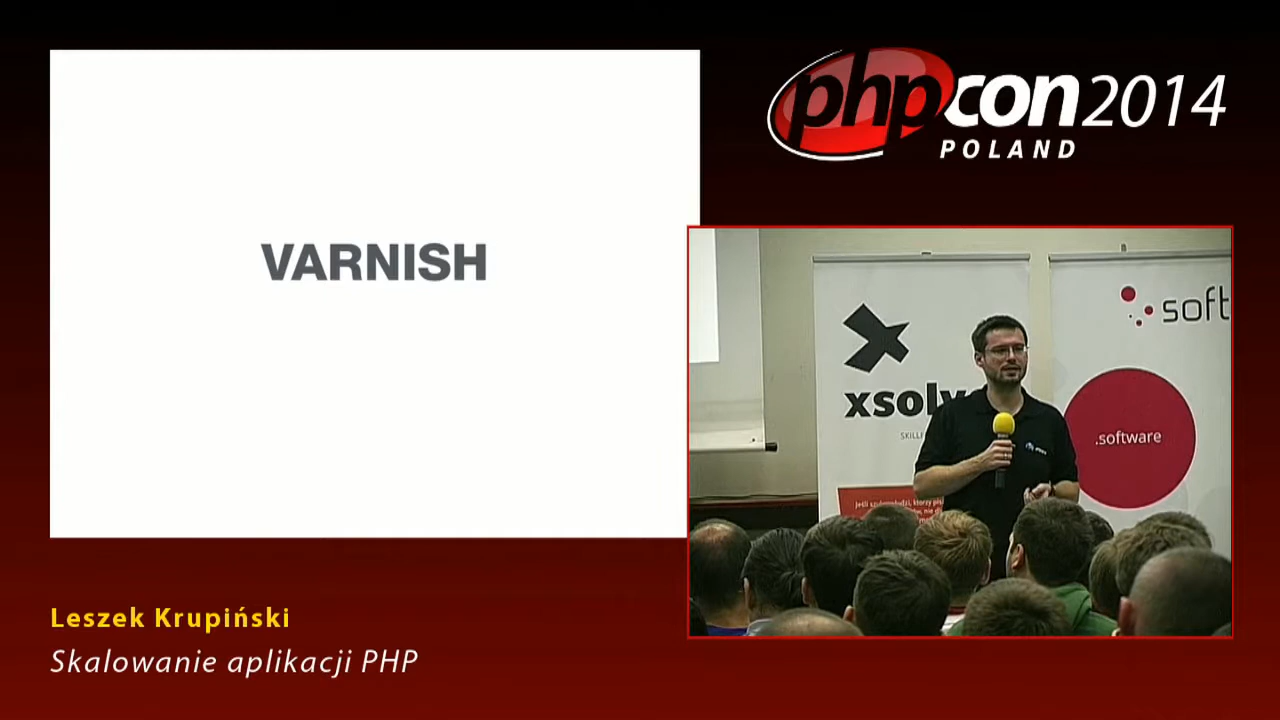 phpcon2014
POLAND
VARNISH
xsolv
.software
soft
Leszek Krupiński
Skalowanie aplikacji PHP